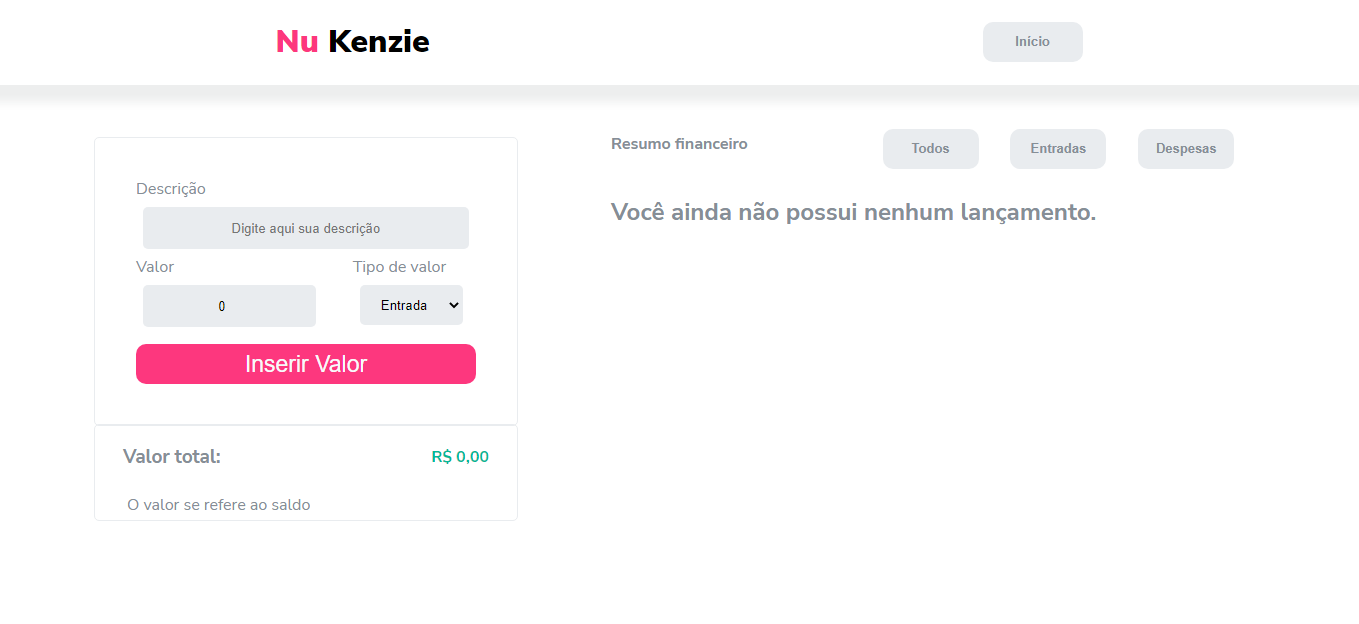 Nu Kenzie
Início
Descrição
Digite aqui sua descrição
Valor
Tipo de valor
0
Entrada
Inserir Valor
Valor total:
R$ 0,00
O valor se refere ao saldo
Resumo financeiro
Todos
Entradas
Despesas
Você ainda não possui nenhum lançamento.